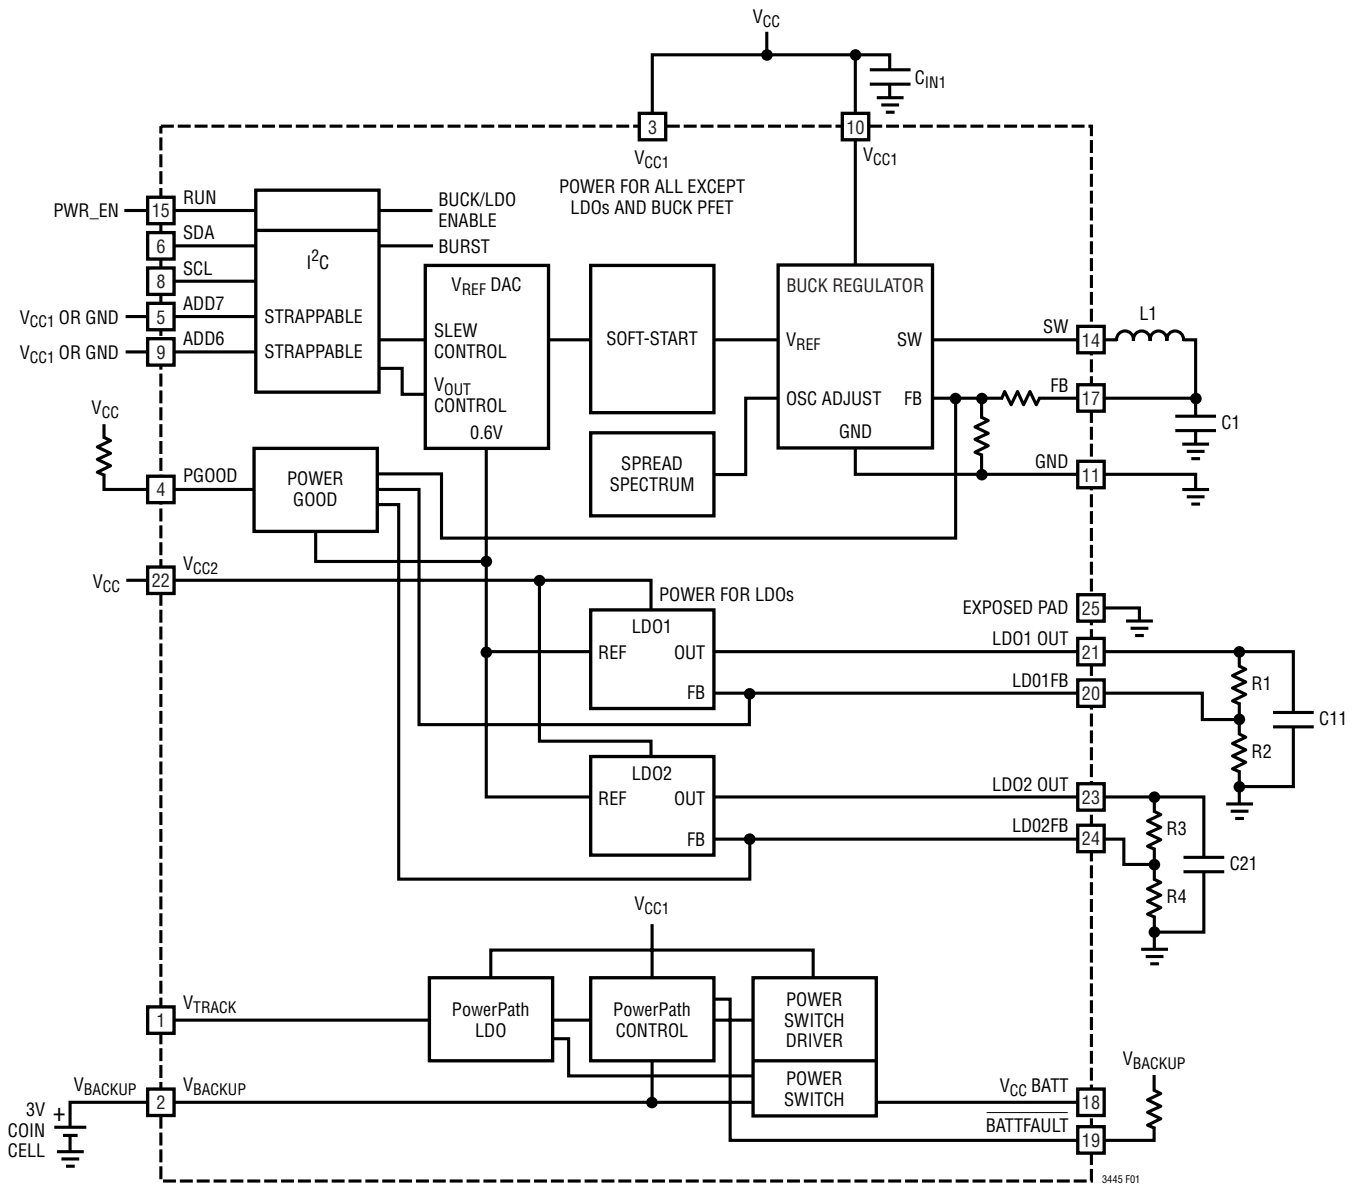 VCC
CIN1
3
10
VCC1
VCC1
POWER FOR ALL EXCEPT
LDOs AND BUCK PFET
PWR_EN
15
RUN
BUCK/LDO
ENABLE
6
SDA
BURST
I2C
8
SCL
VREF DAC
BUCK REGULATOR
VCC1 OR GND
5
ADD7
STRAPPABLE
SLEW
CONTROL
SOFT-START
VREF
SW
SW
14
L1
VCC1 OR GND
9
ADD6
STRAPPABLE
VOUT
CONTROL
OSC ADJUST
FB
FB
17
C1
VCC
0.6V
GND
4
PGOOD
POWER
GOOD
SPREAD
SPECTRUM
GND
11
VCC
22
VCC2
POWER FOR LDOs
EXPOSED PAD
25
LDO1
REF
OUT
LDO1 OUT
21
FB
LD01FB
20
R1
C11
R2
LDO2
REF
OUT
LDO2 OUT
23
FB
LD02FB
24
R3
C21
R4
VCC1
1
VTRACK
PowerPath
LDO
PowerPath
CONTROL
POWER
SWITCH
DRIVER
POWER
SWITCH
VBACKUP
VBACKUP
2
VBACKUP
VCC BATT
18
3V
COIN
CELL
+
BATTFAULT
19
3445 F01